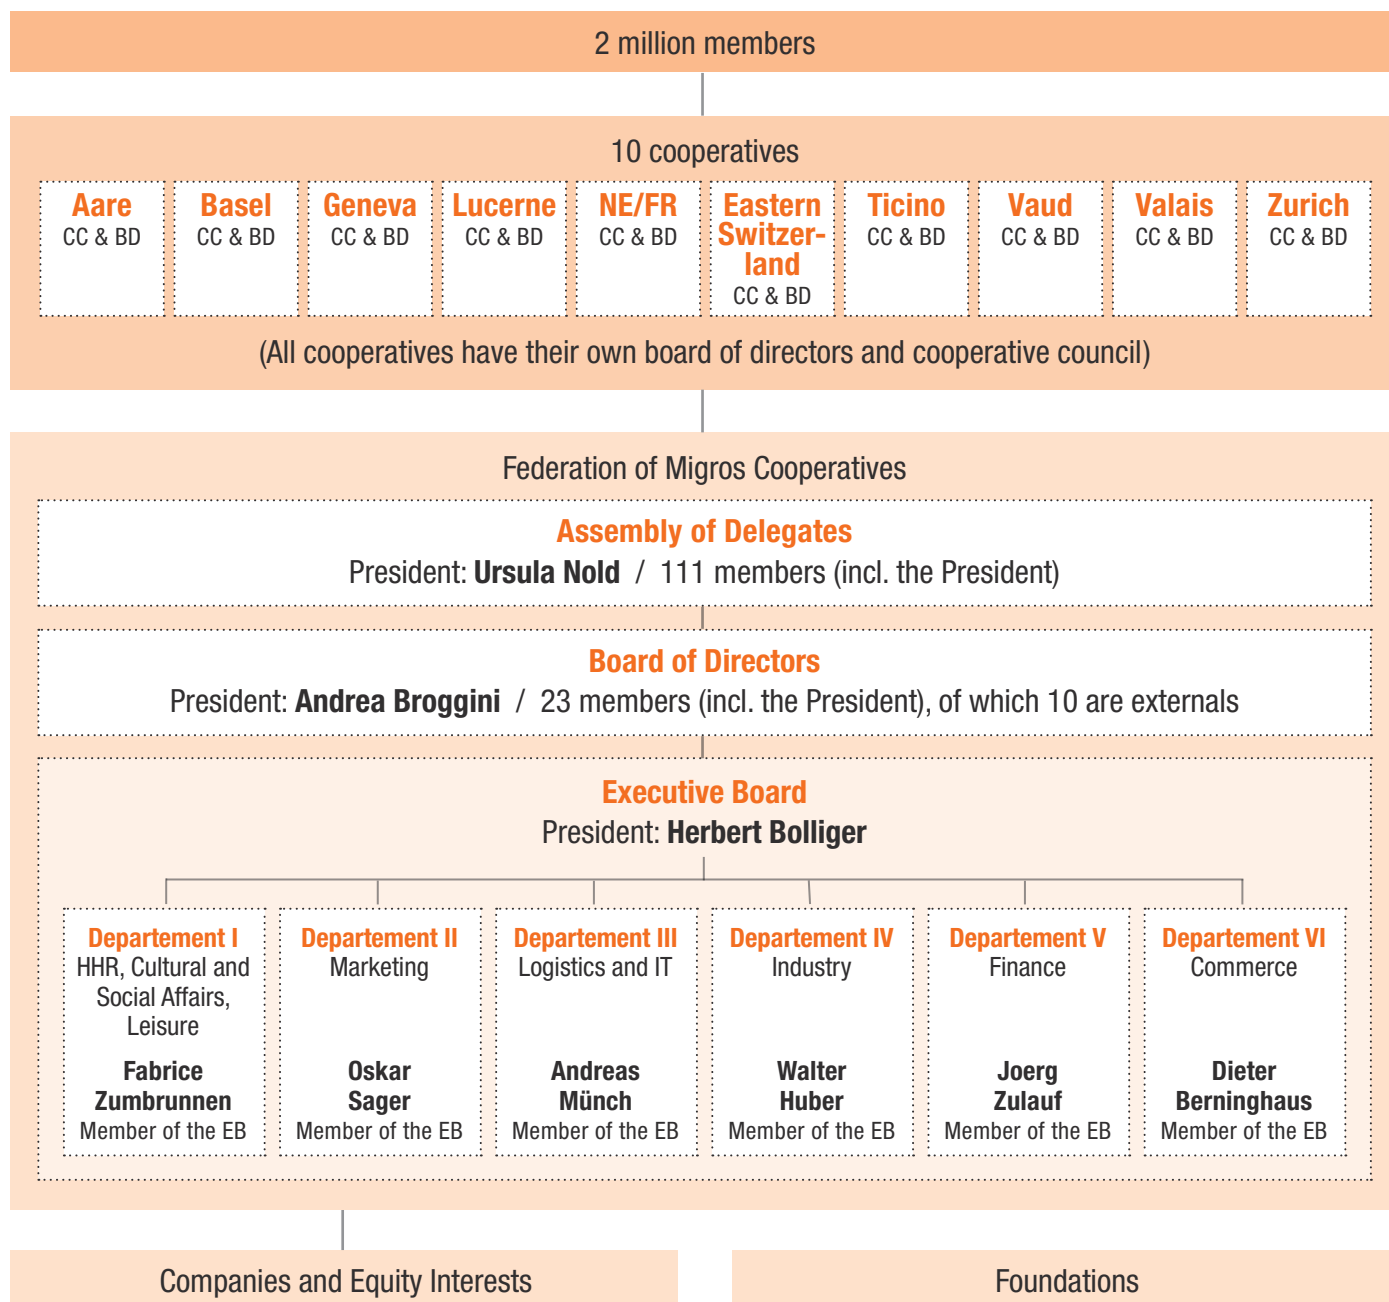 2 million members
10 cooperatives
Aare
CC & BD
Basel
CC & BD
Geneva
CC & BD
Lucerne
CC & BD
NE/FR
CC & BD
Eastern
Switzer-
land
CC & BD
Ticino
CC & BD
Vaud
CC & BD
Valais
CC & BD
Zurich
CC & BD
(All cooperatives have their own board of directors and cooperative council)
Federation of Migros Cooperatives
Assembly of Delegates
President: Ursula Nold / 111 members (incl. the President)
Board of Directors
President: Andrea Broggini / 23 members (incl. the President), of which 10 are externals
Executive Board
President: Herbert Bolliger
Departement I
HHR, Cultural and
Social Affairs,
Leisure
Fabrice
Zumbrunnen
Member of the EB
Departement II
Marketing
Oskar
Sager
Member of the EB
Departement III
Logistics and IT
Andreas
Münch
Member of the EB
Departement IV
Industry
Walter
Huber
Member of the EB
Departement V
Finance
Joerg
Zulauf
Member of the EB
Departement VI
Commerce
Dieter
Berninghaus
Member of the EB
Companies and Equity Interests
Foundations